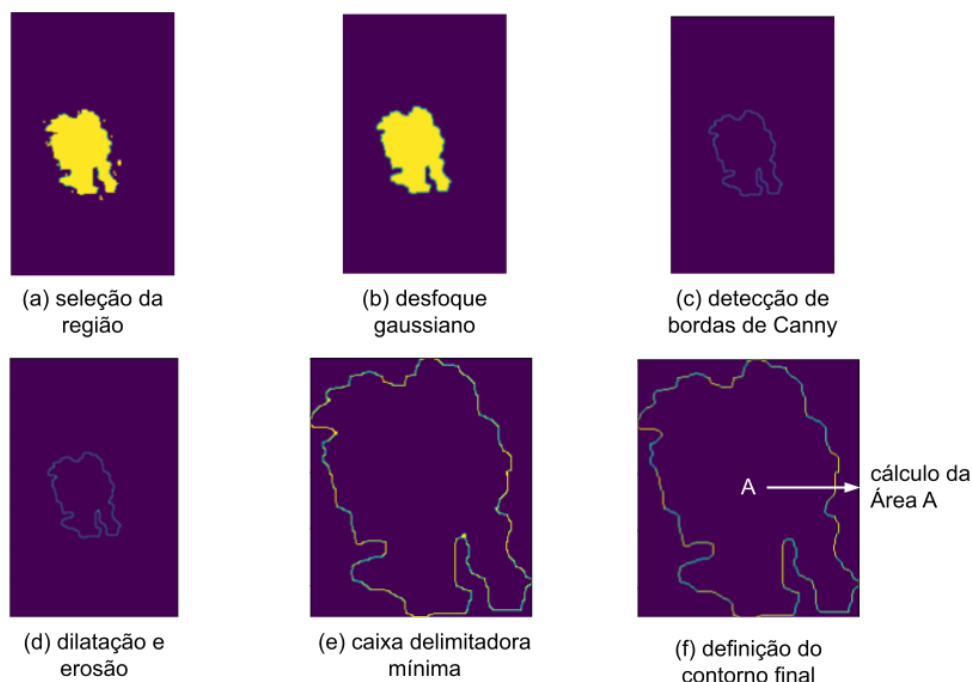 (a) seleção da
região
(b) desfoque
gaussiano
(c) detecção de
bordas de Canny
A
cálculo da
Área A
(d) dilatação e
erosão
(e) caixa delimitadora
mínima
(f) definição do
contorno final